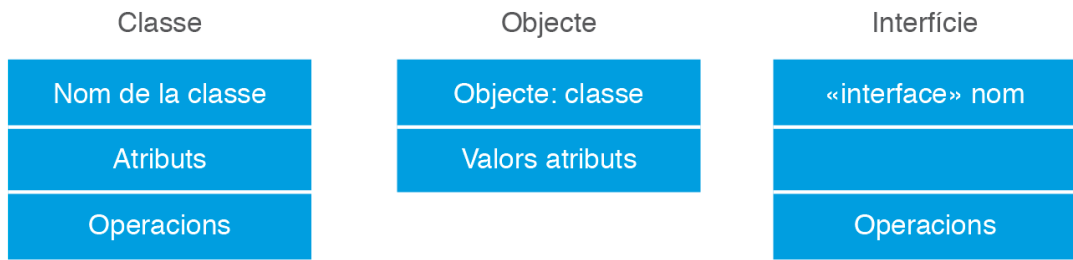 Classe
Nom de la classe
Atributs
Operacions
Objecte
Objecte: classe
Valors atributs
Interfície
«interface» nom
Operacions